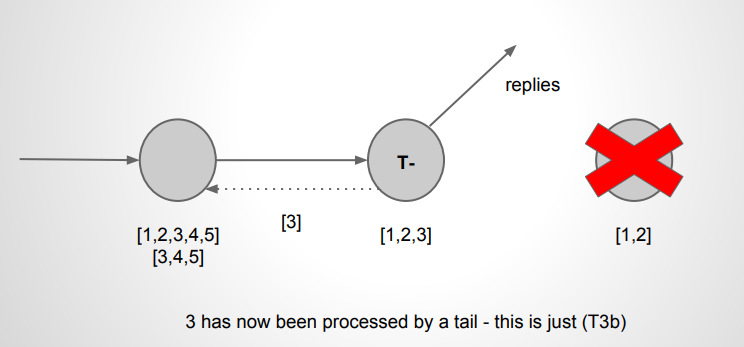 replies
T-
[3]
[1,2,3,4,5]
[3,4,5]
[1,2,3]
[1,2]
3 has now been processed by a tail - this is just (T3b)